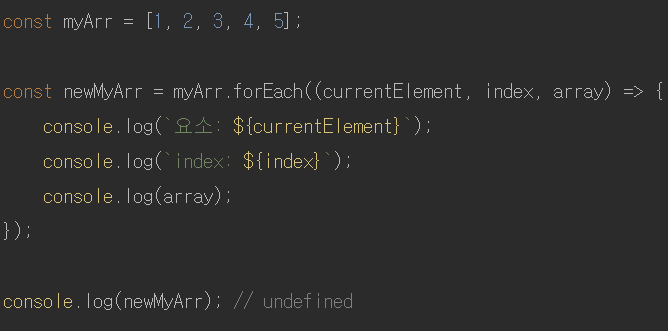 const myArr = [1, 2, 3, 4, 5];
const newMyArr = myArr.forEach((currentElement, index, array) => {
    console.log(`요소: ${currentElement}`);
    console.log(`index: ${index}`);
    console.log(array);
});
console.log(newMyArr); // undefined